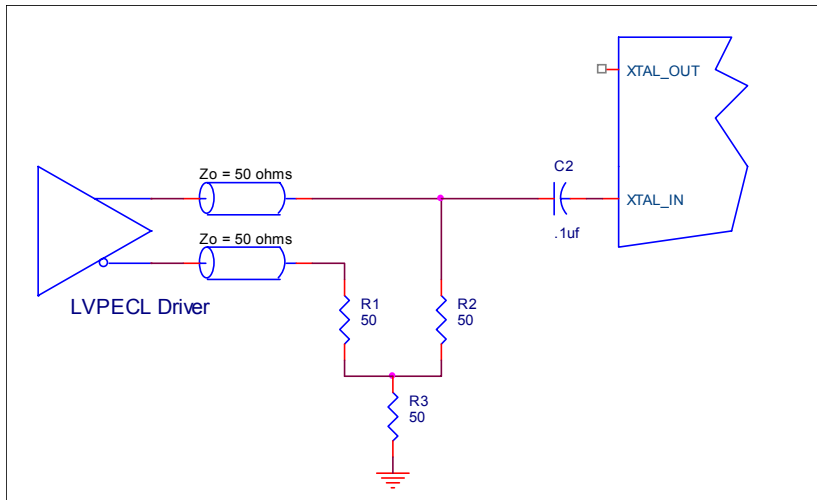 XTAL_OUT
Zo = 50 ohms
C2
XTAL_IN
.1uf
Zo = 50 ohms
LVPECL Driver
R1
50
R2
50
R3
50